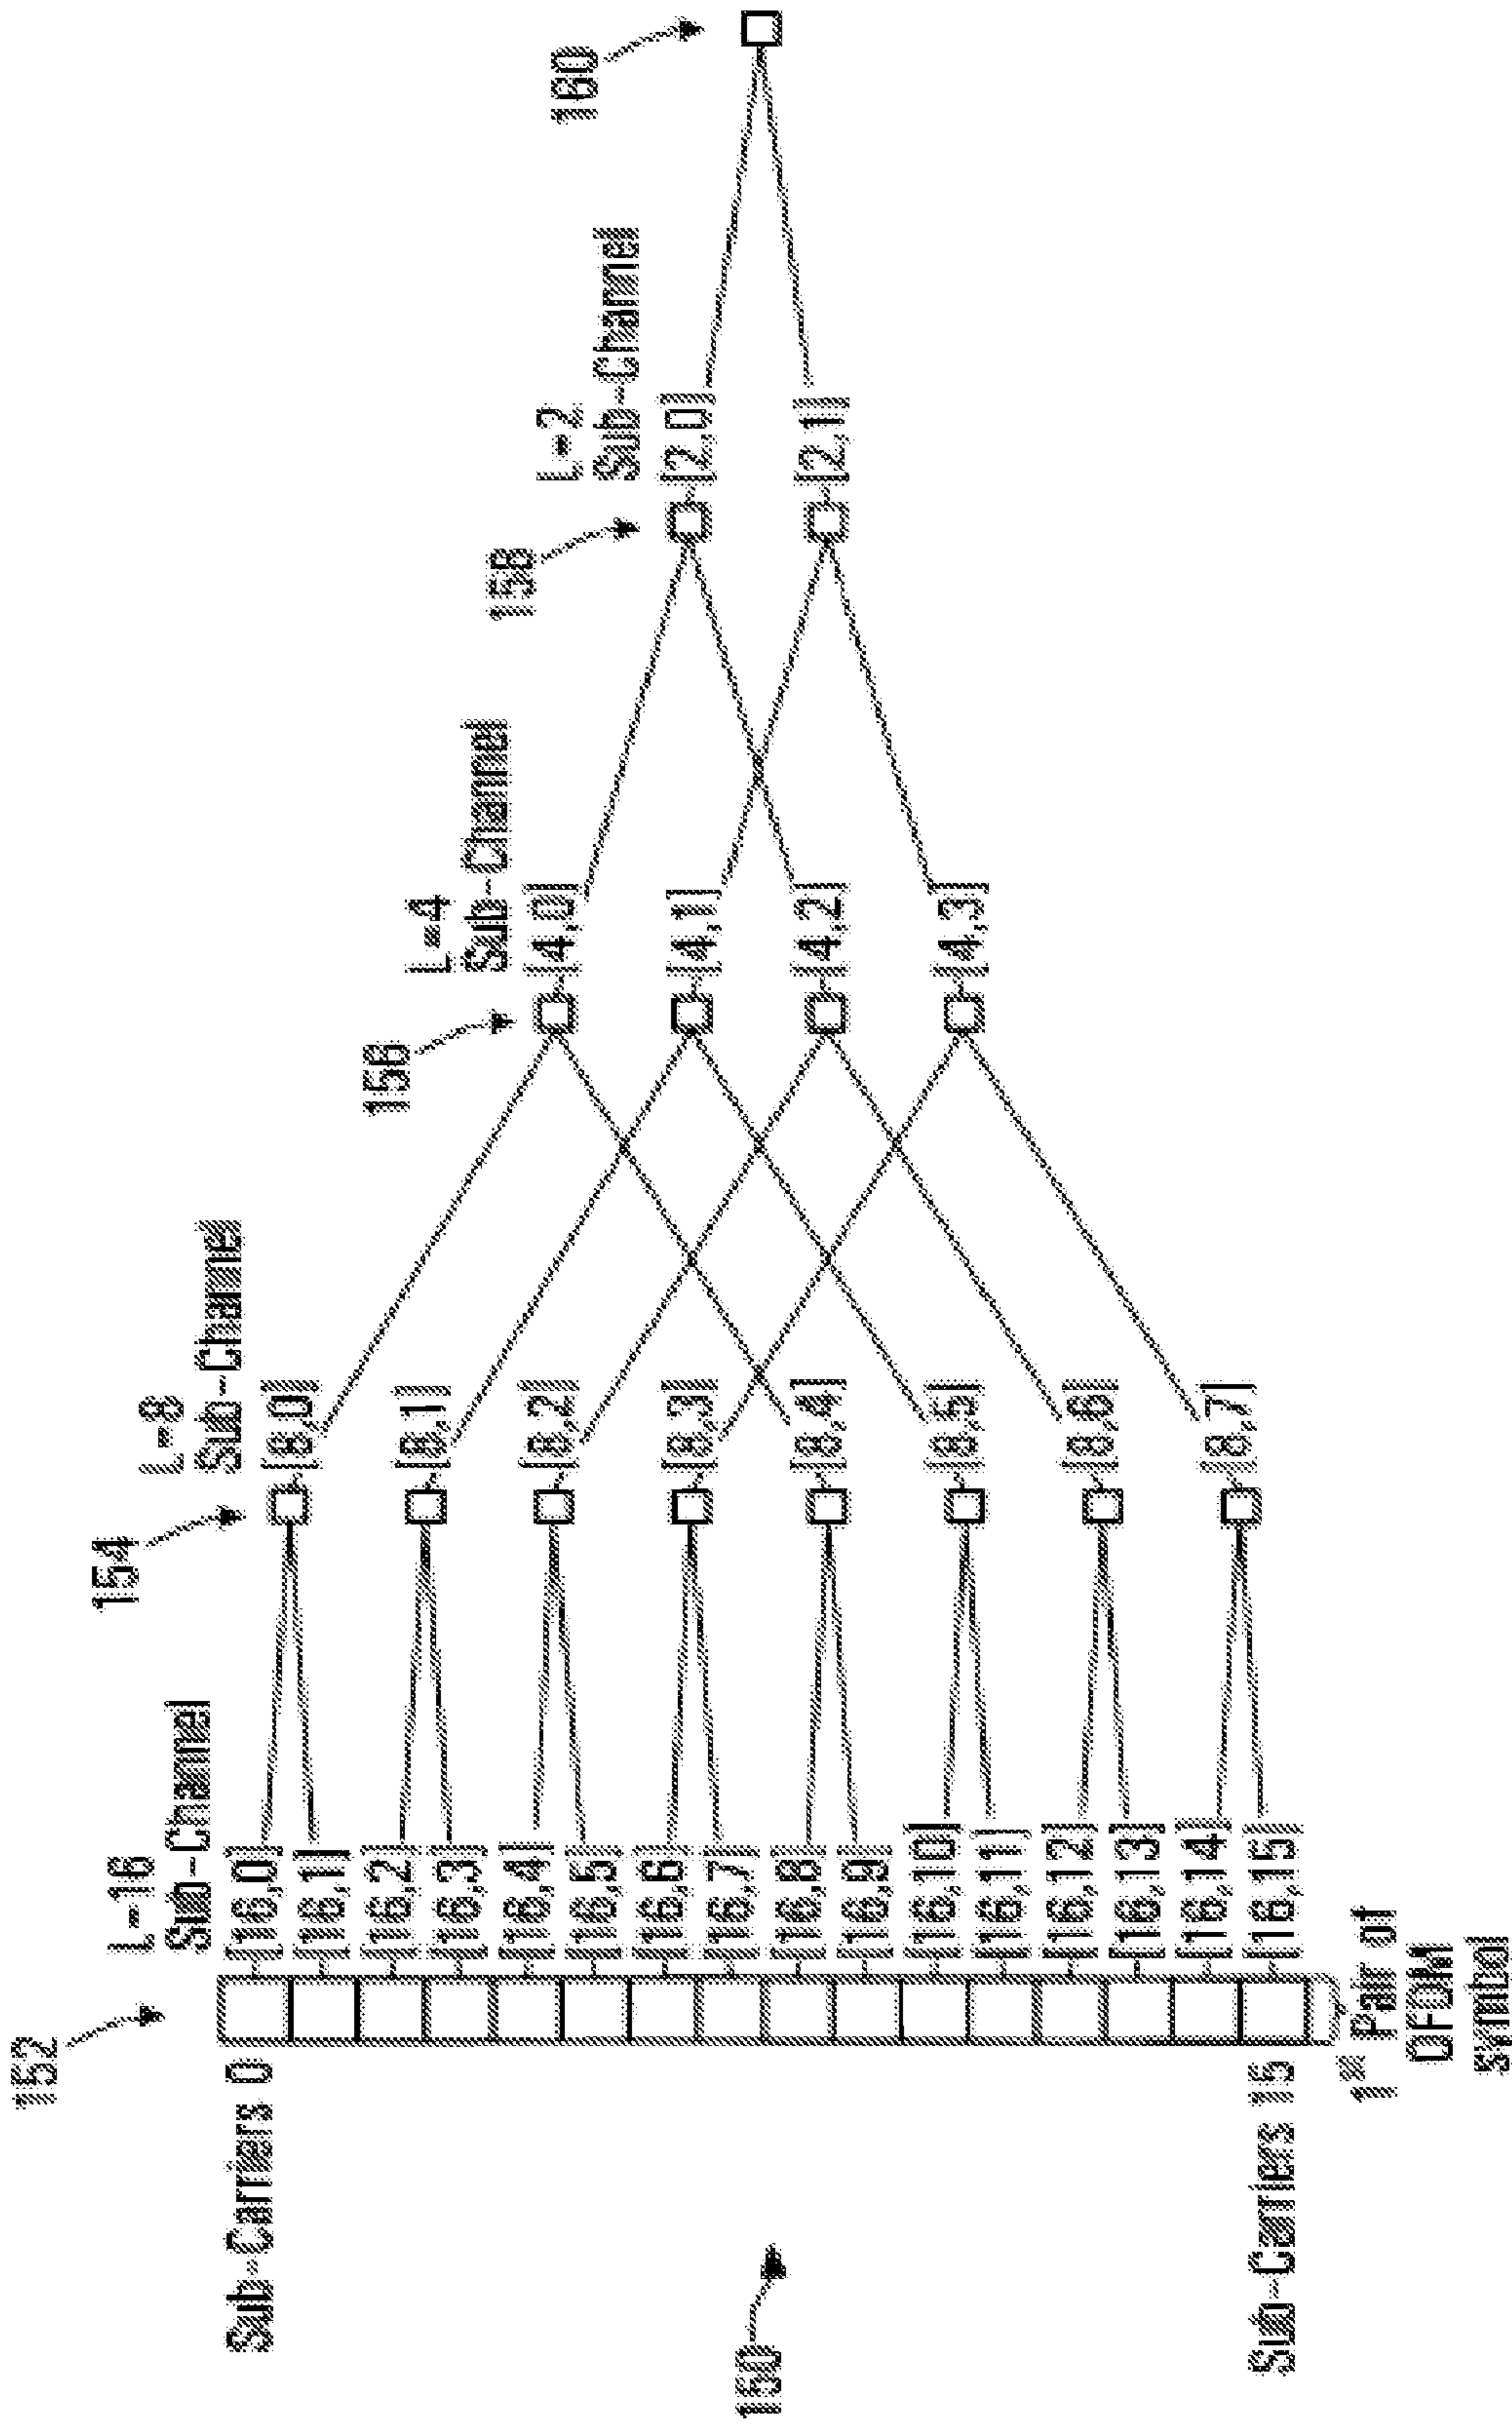 150
152
Sub-Carriers 0
Sub-Carriers 15
1st Pair of
OFDM
symbol
L-16
Sub-Channel
[16,0]
[16,1]
[16,2]
[16,3]
[16,4]
[16,5]
[16,6]
[16,7]
[16,8]
[16,9]
[16,10]
[16,11]
[16,12]
[16,13]
[16,14]
[16,15]
154
L-8
Sub-Channel
[8,0]
[8,1]
[8,2]
[8,3]
[8,4]
[8,5]
[8,6]
[8,7]
156
L-4
Sub-Channel
[4,0]
[4,1]
[4,2]
[4,3]
158
L-2
Sub-Channel
[2,0]
[2,1]
160